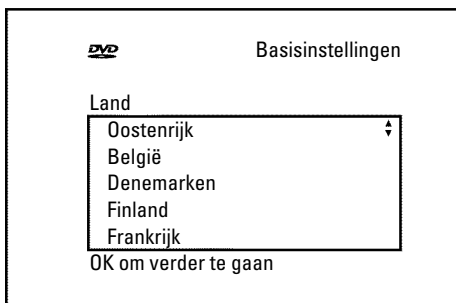 DVD Basisinstellingen
Land
Oostenrijk
België
Denemarken
Finland
Frankrijk
OK om verder te gaan